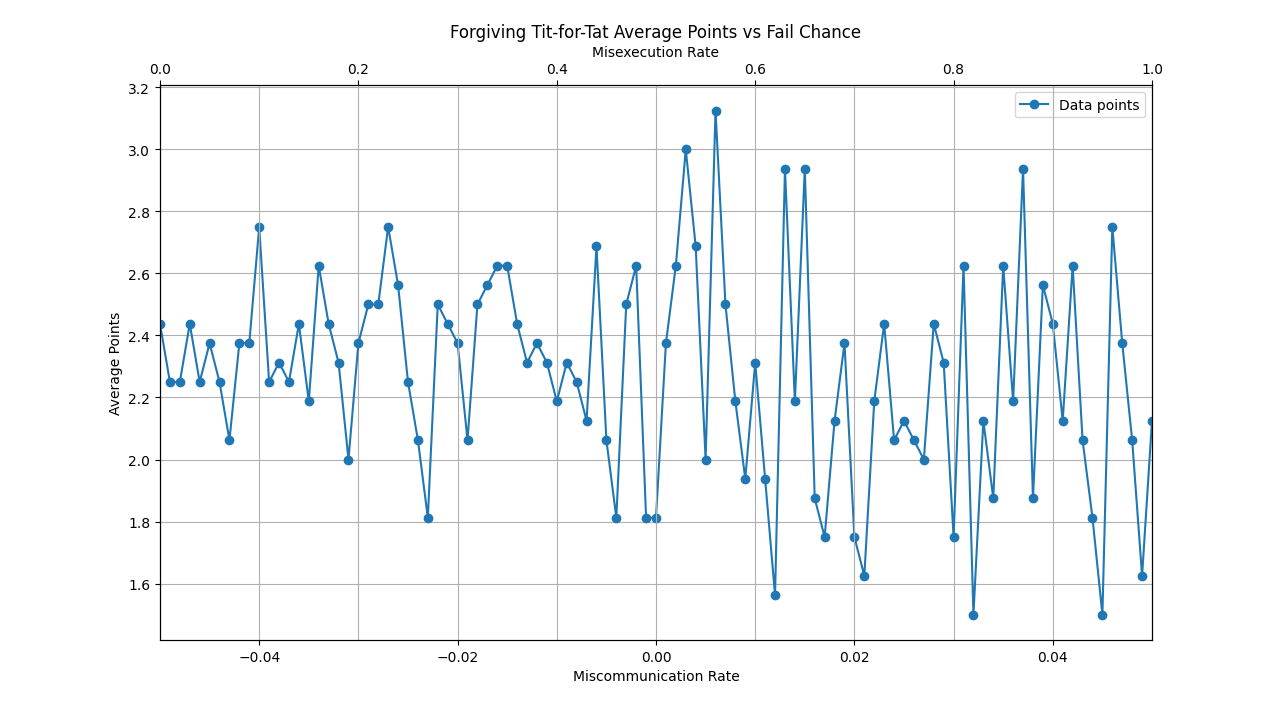 Forgiving Tit-for-Tat Average Points vs Fail Chance
Misexecution Rate
0.0 0.2 0.4 0.6 0.8 1.0
Data points
3.2
3.0
2.8
2.6
2.4
2.2
2.0
1.8
1.6
Average Points
−0.04 −0.02 0.00 0.02 0.04
Miscommunication Rate